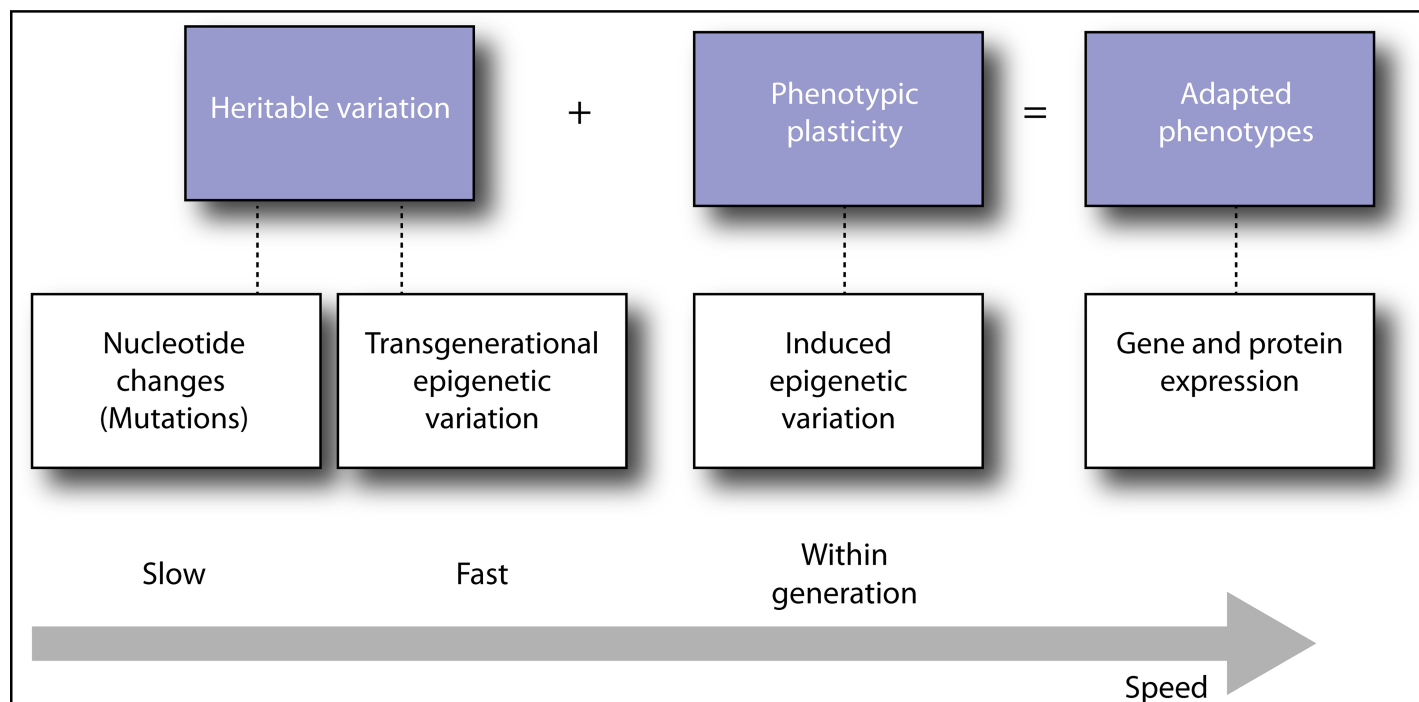 Heritable variation
+
Phenotypic
plasticity
=
Adapted
phenotypes
Nucleotide
changes
(Mutations)
Transgenerational
epigenetic
variation
Induced
epigenetic
variation
Gene and protein
expression
Slow
Fast
Within
generation
Speed